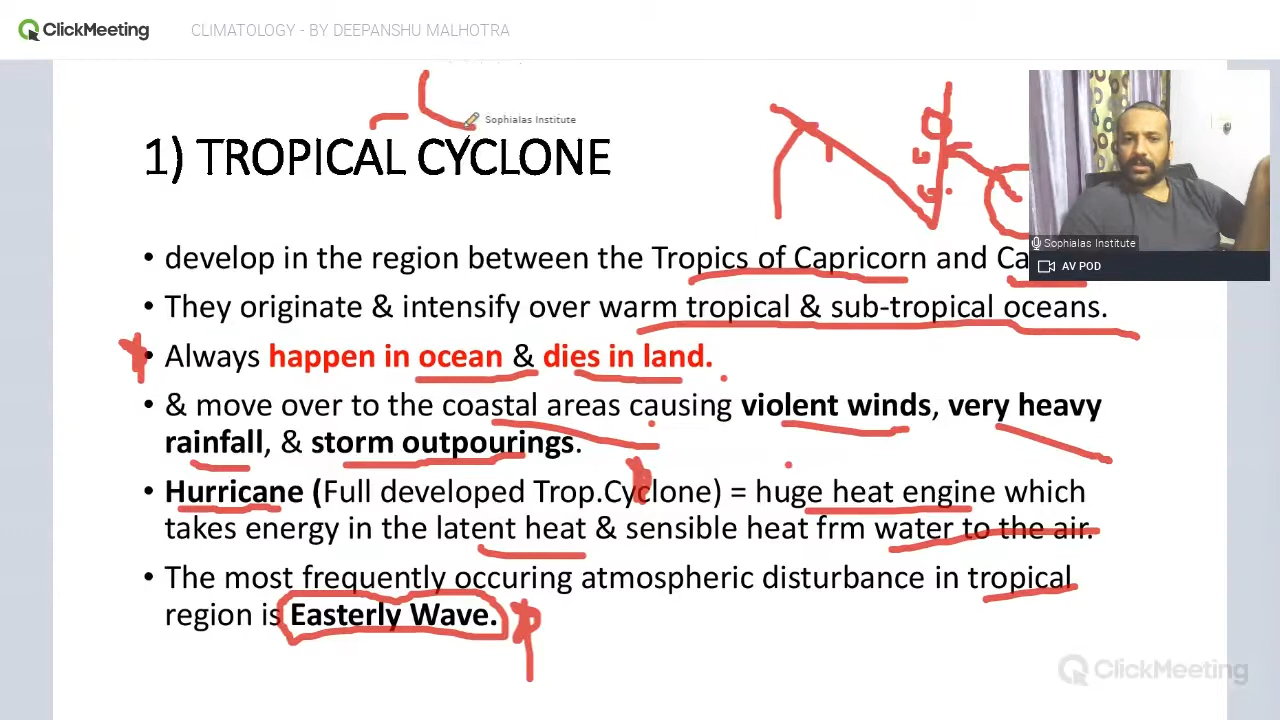 ClickMeeting
CLIMATOLOGY - BY DEEPANSHU MALHOTRA
Sophialas Institute
1) TROPICAL CYCLONE
Sophialas Institute
AV POD
• develop in the region between the Tropics of Capricorn and Ca
• They originate & intensify over warm tropical & sub-tropical oceans.
• Always happen in ocean & dies in land.
• & move over to the coastal areas causing violent winds, very heavy
rainfall, & storm outpourings.
• Hurricane (Full developed Trop.Cyclone) = huge heat engine which
takes energy in the latent heat & sensible heat frm water to the air.
• The most frequently occuring atmospheric disturbance in tropical
region is Easterly Wave.
ClickMeeting